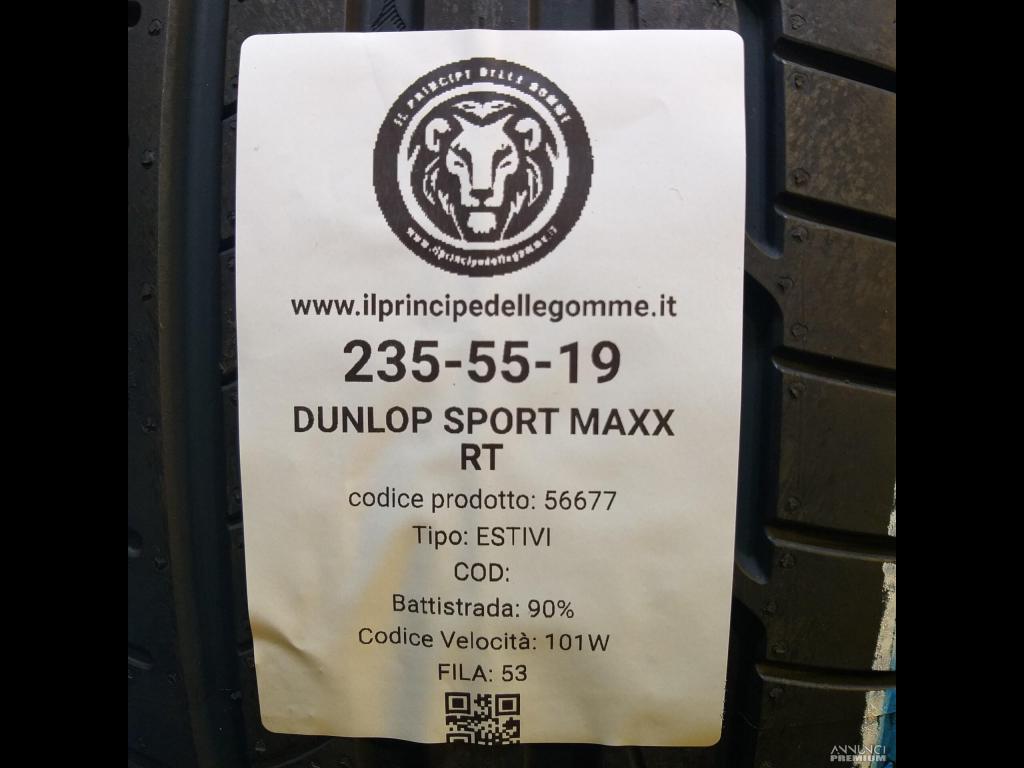 IL PRINCIPE DELLE GOMME
www.ilprincipedellegomme.it
www.ilprincipedellegomme.it
235-55-19
DUNLOP SPORT MAXX
RT
codice prodotto: 56677
Tipo: ESTIVI
COD:
Battistrada: 90%
Codice Velocità: 101W
FILA: 53
ANNUNCI
PREMIUM